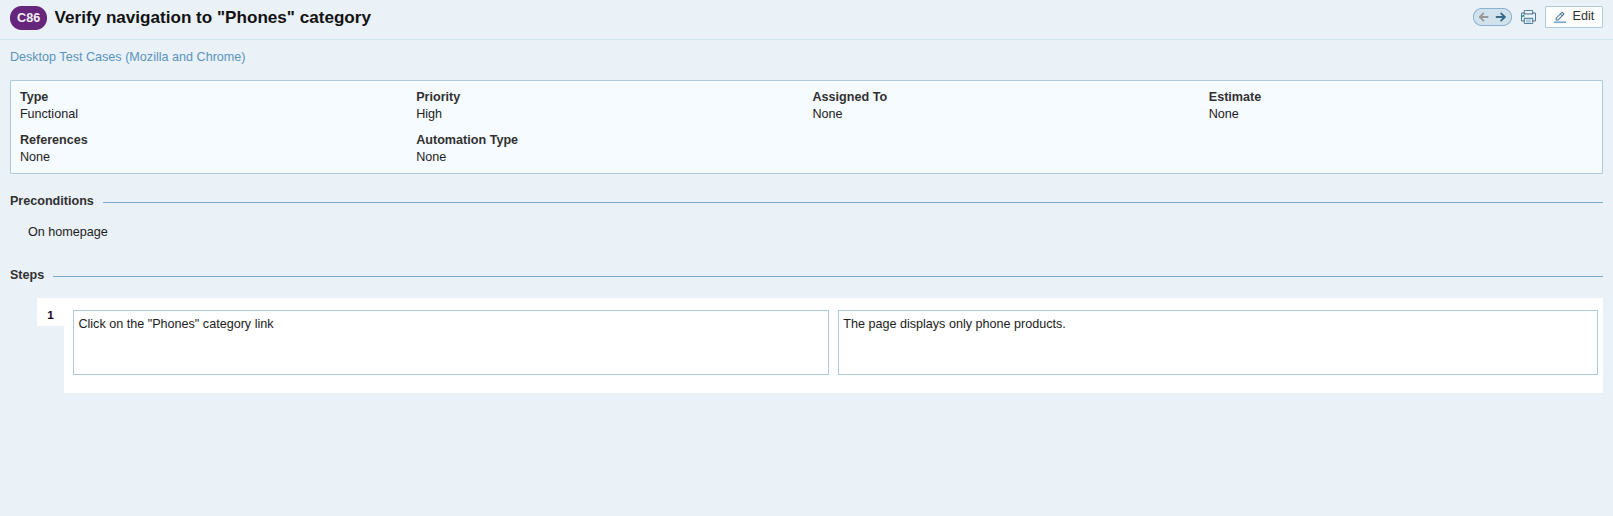 C86 Verify navigation to "Phones" category
Edit
Desktop Test Cases (Mozilla and Chrome)
Type Priority Assigned To Estimate
Functional High None None
References Automation Type
None None
Preconditions
On homepage
Steps
1
Click on the "Phones" category link The page displays only phone products.